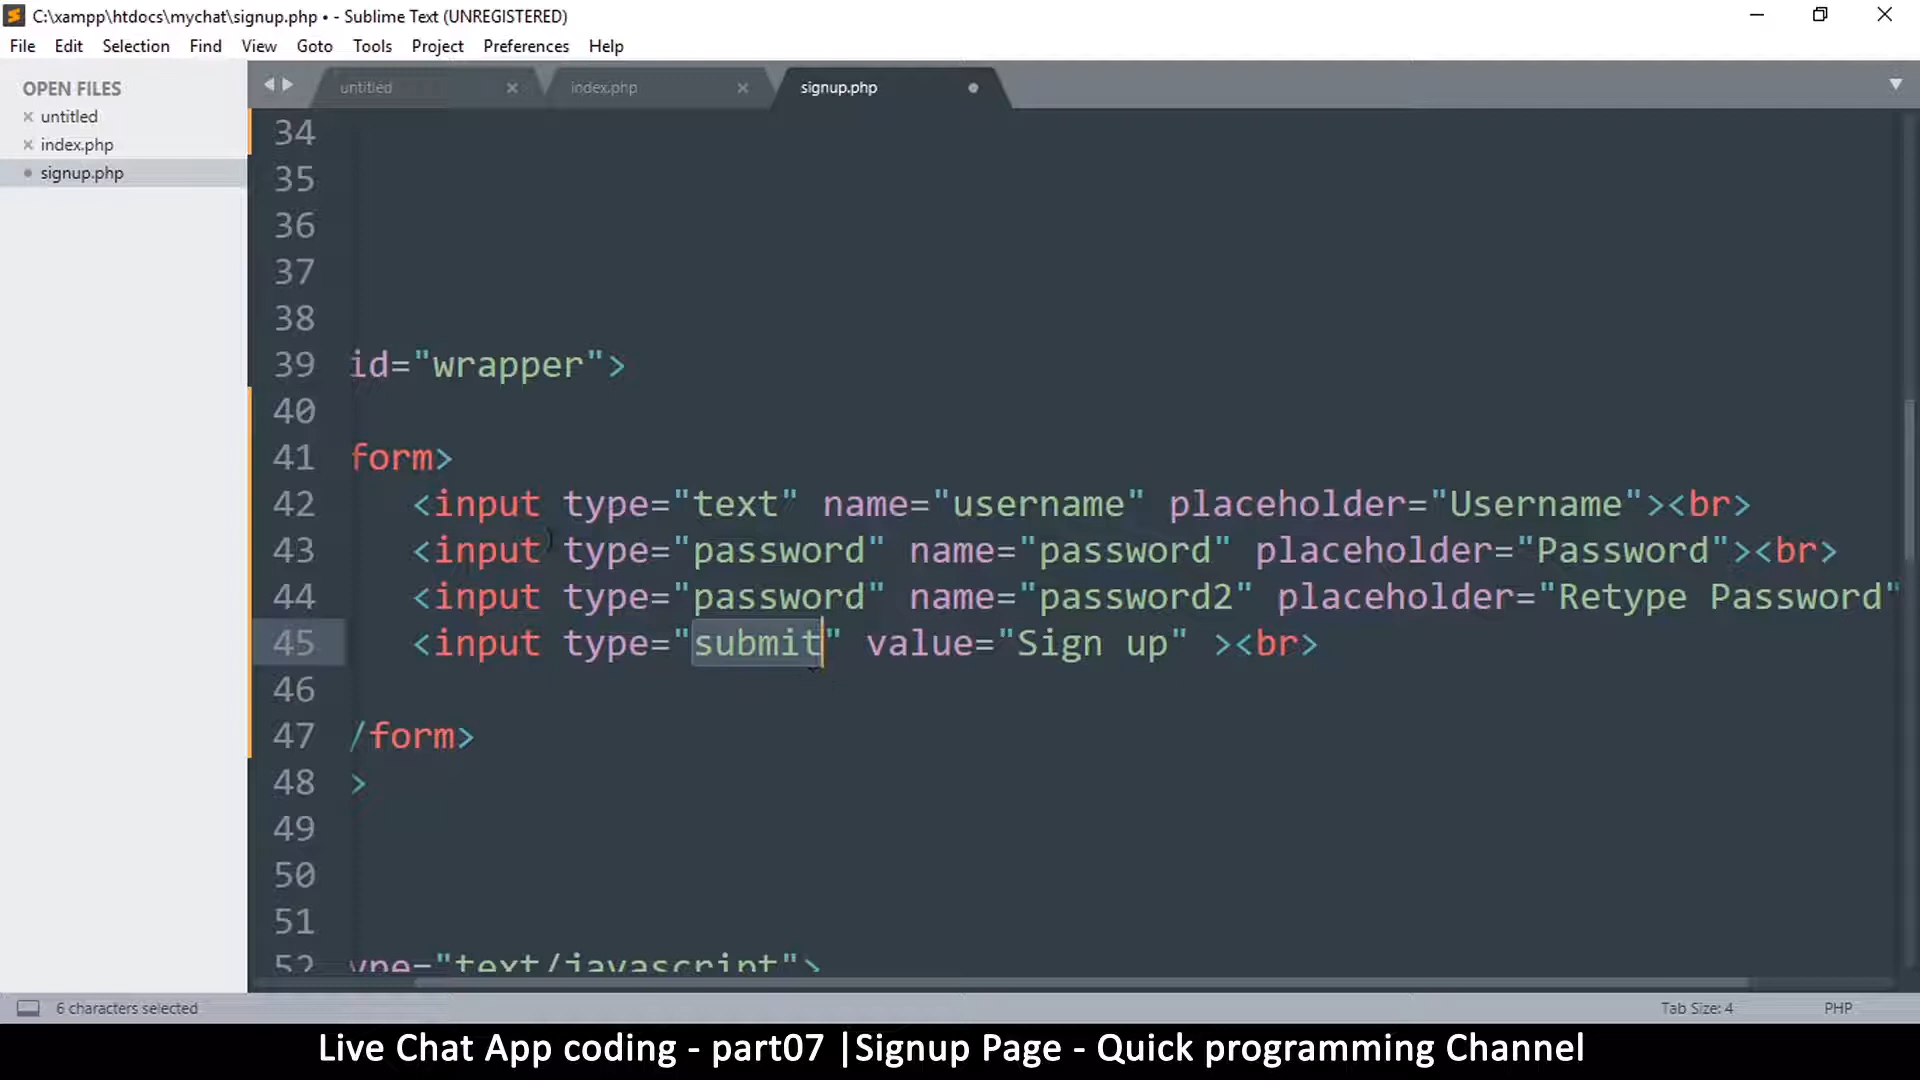 C:\xampp\htdocs\mychat\signup.php • - Sublime Text (UNREGISTERED)
File Edit Selection Find View Goto Tools Project Preferences Help
OPEN FILES
untitled
index.php
signup.php
untitled index.php signup.php
34
35
36
37
38
39 id="wrapper">
40
41 form>
42 <input type="text" name="username" placeholder="Username"><br>
43 <input type="password" name="password" placeholder="Password"><br>
44 <input type="password" name="password2" placeholder="Retype Password"
45 <input type="submit" value="Sign up" ><br>
46
47 /form>
48 >
49
50
51
52 ype="text/javascript">
6 characters selected Tab Size: 4 PHP
Live Chat App coding - part07 |Signup Page - Quick programming Channel